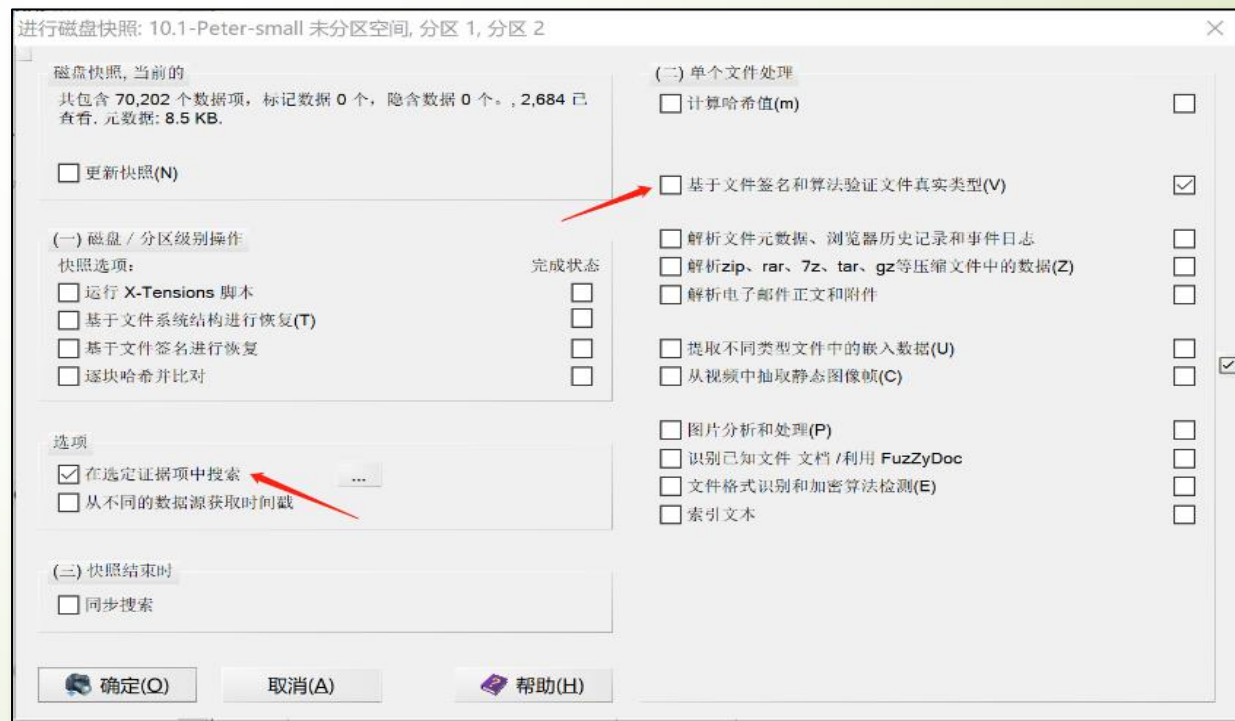 进行磁盘快照: 10.1-Peter-small 未分区空间, 分区 1, 分区 2
磁盘快照, 当前的
共包含 70,202 个数据项，标记数据 0 个，隐含数据 0 个。, 2,684 已
查看. 元数据: 8.5 KB.
更新快照(N)
(一) 磁盘 / 分区级别操作
快照选项:
完成状态
运行 X-Tensions 脚本
基于文件系统结构进行恢复(T)
基于文件签名进行恢复
逐块哈希并比对
选项
在选定证据项中搜索
...
从不同的数据源获取时间戳
(三) 快照结束时
同步搜索
确定(O)
取消(A)
帮助(H)
(二) 单个文件处理
计算哈希值(m)
基于文件签名和算法验证文件真实类型(V)
解析文件元数据、浏览器历史记录和事件日志
解析zip、rar、7z、tar、gz等压缩文件中的数据(Z)
解析电子邮件正文和附件
提取不同类型文件中的嵌入数据(U)
从视频中抽取静态图像帧(C)
图片分析和处理(P)
识别已知文件 文档 /利用 FuzZyDoc
文件格式识别和加密算法检测(E)
索引文本